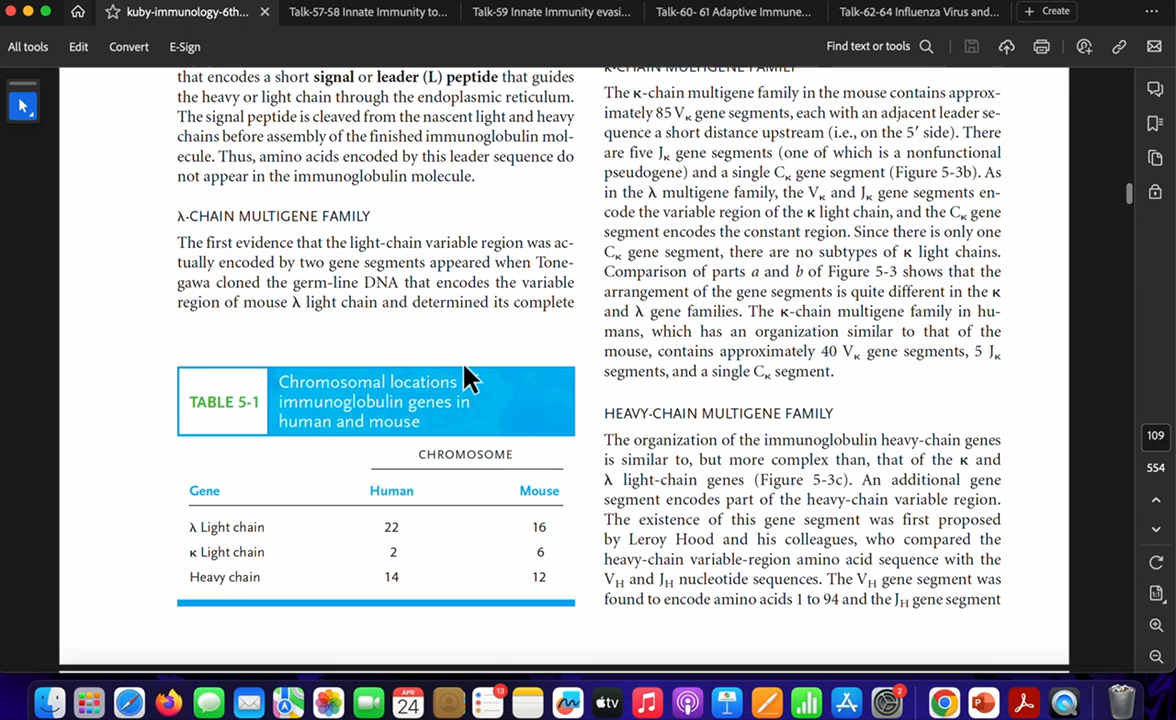 kuby-immunology-6th...
Talk-57-58 Innate Immunity to...
Talk-59 Innate Immunity evasi...
Talk-60- 61 Adaptive Immune...
Talk-62-64 Influenza Virus and...
+ Create
All tools
Edit
Convert
E-Sign
Find text or tools
that encodes a short signal or leader (L) peptide that guides
the heavy or light chain through the endoplasmic reticulum.
The signal peptide is cleaved from the nascent light and heavy
chains before assembly of the finished immunoglobulin mol-
ecule. Thus, amino acids encoded by this leader sequence do
not appear in the immunoglobulin molecule.
λ-CHAIN MULTIGENE FAMILY
The first evidence that the light-chain variable region was ac-
tually encoded by two gene segments appeared when Tone-
gawa cloned the germ-line DNA that encodes the variable
region of mouse λ light chain and determined its complete
TABLE 5-1
Chromosomal locations
immunoglobulin genes in
human and mouse
CHROMOSOME
Gene Human Mouse
λ Light chain 22 16
κ Light chain 2 6
Heavy chain 14 12
κ-CHAIN MULTIGENE FAMILY
The κ-chain multigene family in the mouse contains approx-
imately 85 Vκ gene segments, each with an adjacent leader se-
quence a short distance upstream (i.e., on the 5′ side). There
are five Jκ gene segments (one of which is a nonfunctional
pseudogene) and a single Cκ gene segment (Figure 5-3b). As
in the λ multigene family, the Vκ and Jκ gene segments en-
code the variable region of the κ light chain, and the Cκ gene
segment encodes the constant region. Since there is only one
Cκ gene segment, there are no subtypes of κ light chains.
Comparison of parts a and b of Figure 5-3 shows that the
arrangement of the gene segments is quite different in the κ
and λ gene families. The κ-chain multigene family in hu-
mans, which has an organization similar to that of the
mouse, contains approximately 40 Vκ gene segments, 5 Jκ
segments, and a single Cκ segment.
HEAVY-CHAIN MULTIGENE FAMILY
The organization of the immunoglobulin heavy-chain genes
is similar to, but more complex than, that of the κ and
λ light-chain genes (Figure 5-3c). An additional gene
segment encodes part of the heavy-chain variable region.
The existence of this gene segment was first proposed
by Leroy Hood and his colleagues, who compared the
heavy-chain variable-region amino acid sequence with the
VH and JH nucleotide sequences. The VH gene segment was
found to encode amino acids 1 to 94 and the JH gene segment
109
554
APR
24
13
tv
2